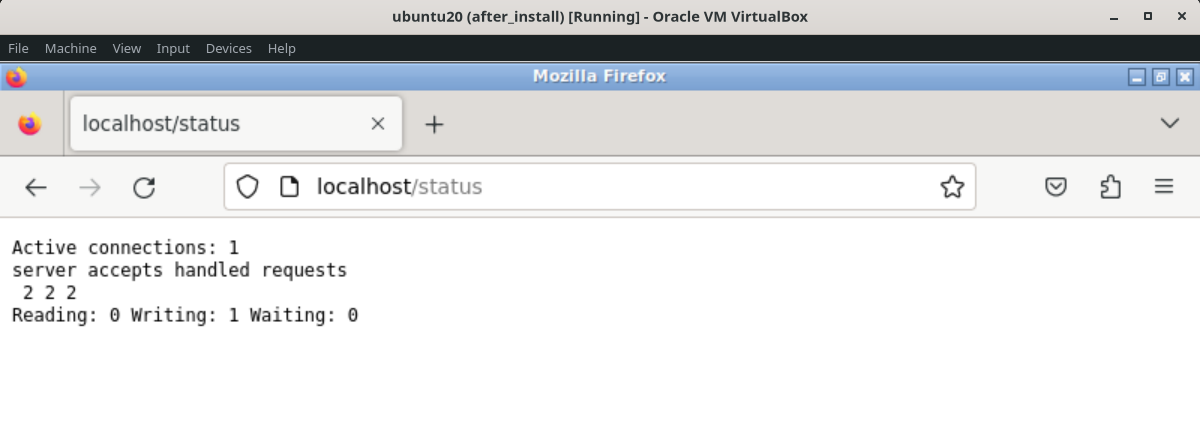 ubuntu20 (after_install) [Running] - Oracle VM VirtualBox
File Machine View Input Devices Help
Mozilla Firefox
localhost/status
localhost/status
Active connections: 1
server accepts handled requests
 2 2 2
Reading: 0 Writing: 1 Waiting: 0